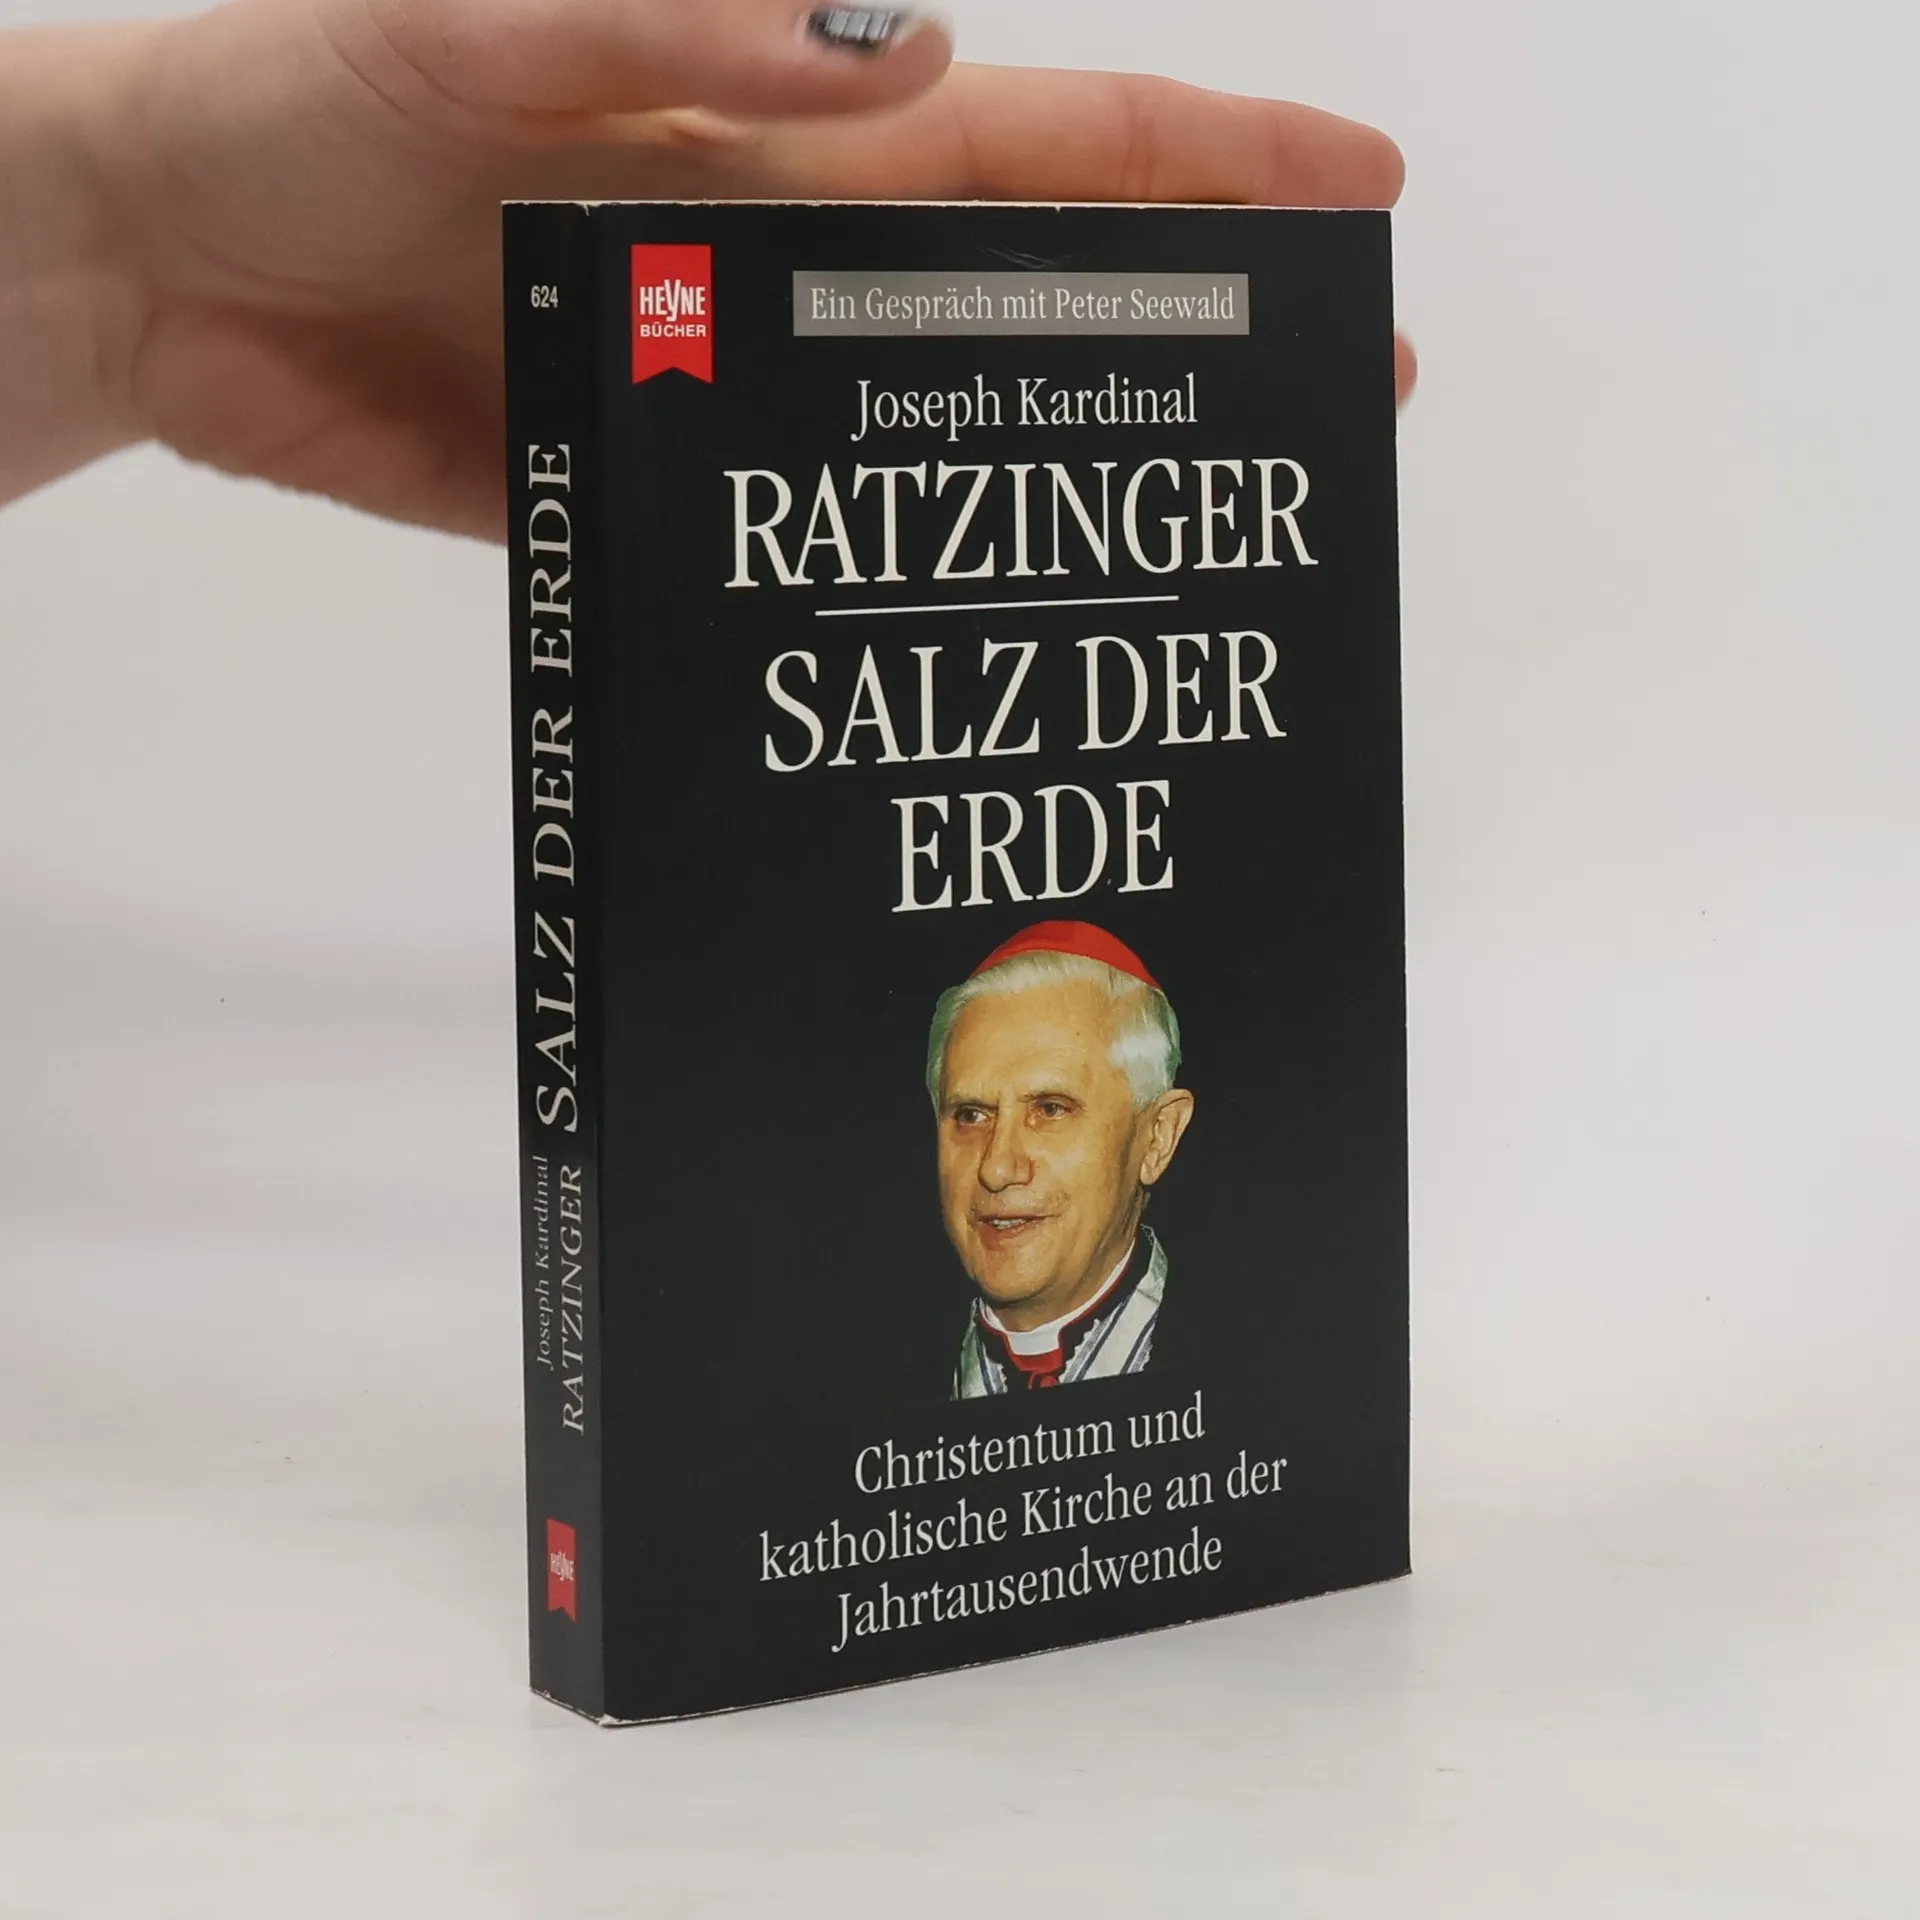 624
SALZ DER ERDE
Joseph Kardinal
RATZINGER
HEYNE
HEYNE
BÜCHER
Ein Gespräch mit Peter Seewald
Joseph Kardinal
RATZINGER
SALZ DER
ERDE
Christentum und
katholische Kirche an der
Jahrtausendwende